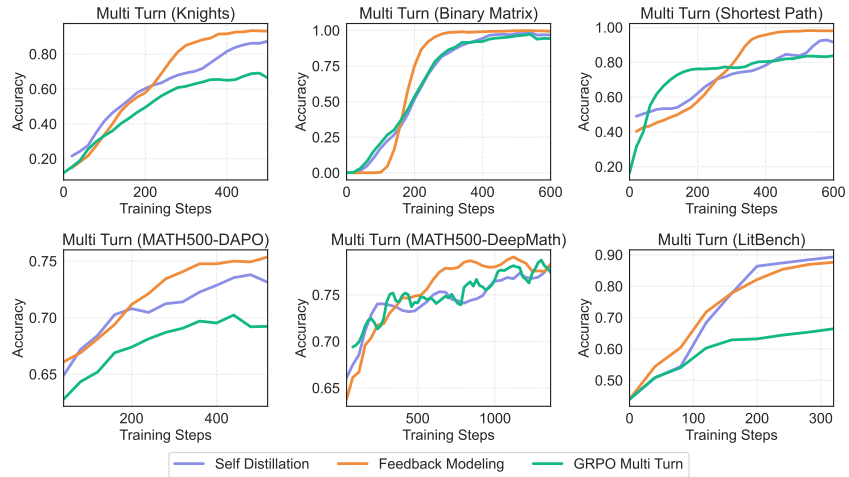 Multi Turn (Knights)
Accuracy
0.80
0.60
0.40
0.20
0
200
400
Training Steps
Multi Turn (Binary Matrix)
Accuracy
1.00
0.75
0.50
0.25
0.00
0
200
400
600
Training Steps
Multi Turn (Shortest Path)
Accuracy
1.00
0.80
0.60
0.40
0.20
0
200
400
600
Training Steps
Multi Turn (MATH500-DAPO)
Accuracy
0.75
0.70
0.65
200
400
Training Steps
Multi Turn (MATH500-DeepMath)
Accuracy
0.75
0.70
0.65
500
1000
Training Steps
Multi Turn (LitBench)
Accuracy
0.90
0.80
0.70
0.60
0.50
0
100
200
300
Training Steps
Self Distillation
Feedback Modeling
GRPO Multi Turn